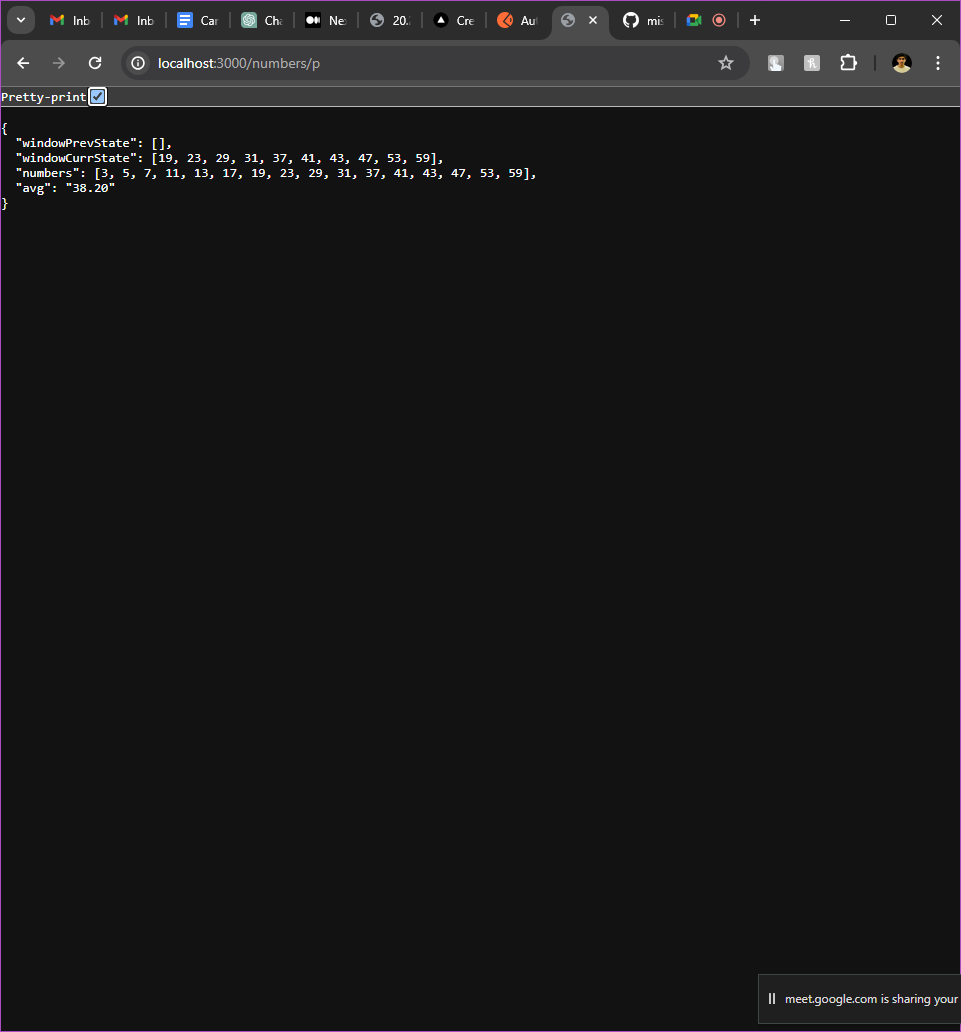 Inb
Inb
Car
Cha
Ne
20.
Cre
Aut
mis
localhost:3000/numbers/p
Pretty-print
{
  "windowPrevState": [],
  "windowCurrState": [19, 23, 29, 31, 37, 41, 43, 47, 53, 59],
  "numbers": [3, 5, 7, 11, 13, 17, 19, 23, 29, 31, 37, 41, 43, 47, 53, 59],
  "avg": "38.20"
}
meet.google.com is sharing your